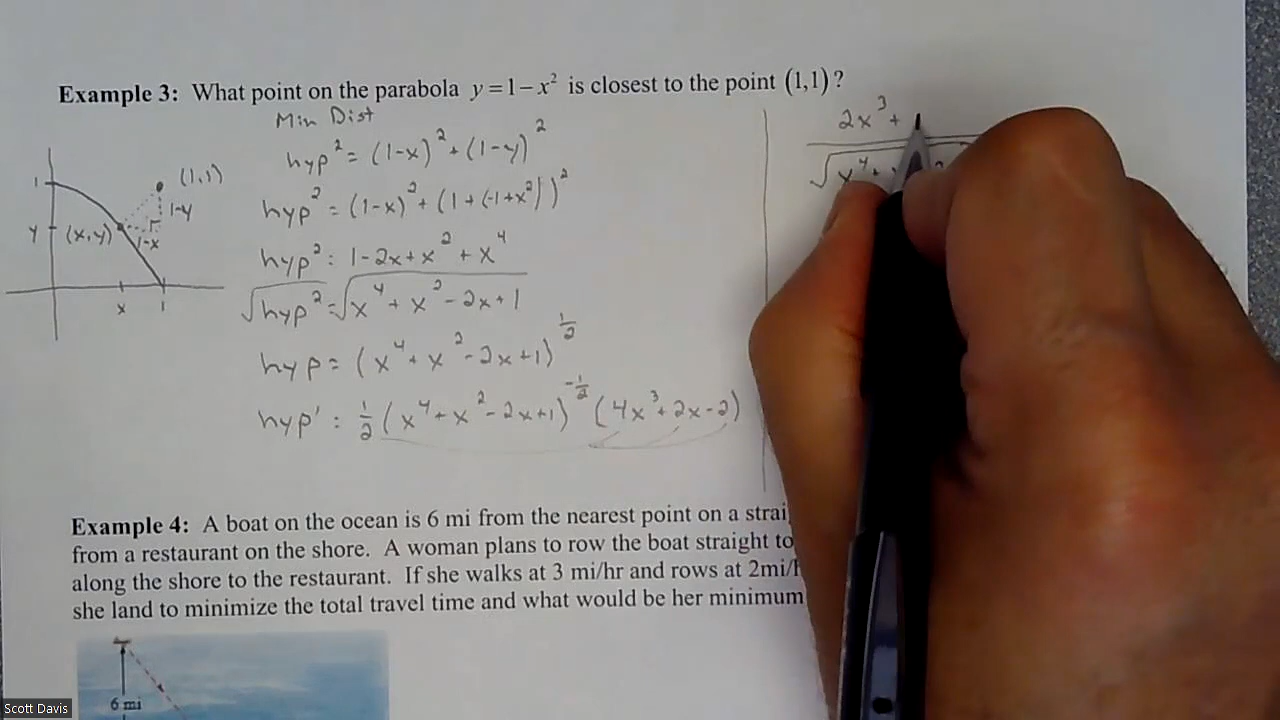 Example 3: What point on the parabola y=1−x² is closest to the point (1,1)?
Min Dist
hyp² = (1-x)² + (1-y)²
hyp² = (1-x)² + (1+(-1+x²))²
hyp² = 1-2x+x² + x⁴
√hyp² = √x⁴+x²-2x+1
hyp = (x⁴+x²-2x+1)^½
hyp' = ½(x⁴+x²-2x+1)^-½ (4x³+2x-2)
1
y
(x,y)
(1,1)
1-y
1-x
x
1
2x³+
√x⁴+
Example 4: A boat on the ocean is 6 mi from the nearest point on a
from a restaurant on the shore. A woman plans to row the boat straight to
along the shore to the restaurant. If she walks at 3 mi/hr and rows at
she land to minimize the total travel time and what would be her minimum
6 mi
Scott Davis